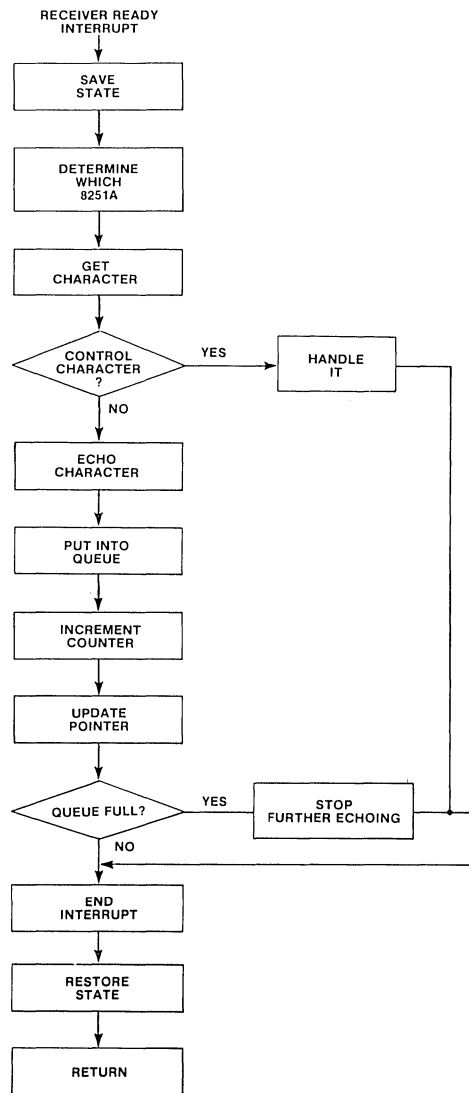 RECEIVER READY
INTERRUPT
SAVE
STATE
DETERMINE
WHICH
8251A
GET
CHARACTER
CONTROL
CHARACTER
?
YES
HANDLE
IT
NO
ECHO
CHARACTER
PUT INTO
QUEUE
INCREMENT
COUNTER
UPDATE
POINTER
QUEUE FULL?
YES
STOP
FURTHER ECHOING
NO
END
INTERRUPT
RESTORE
STATE
RETURN